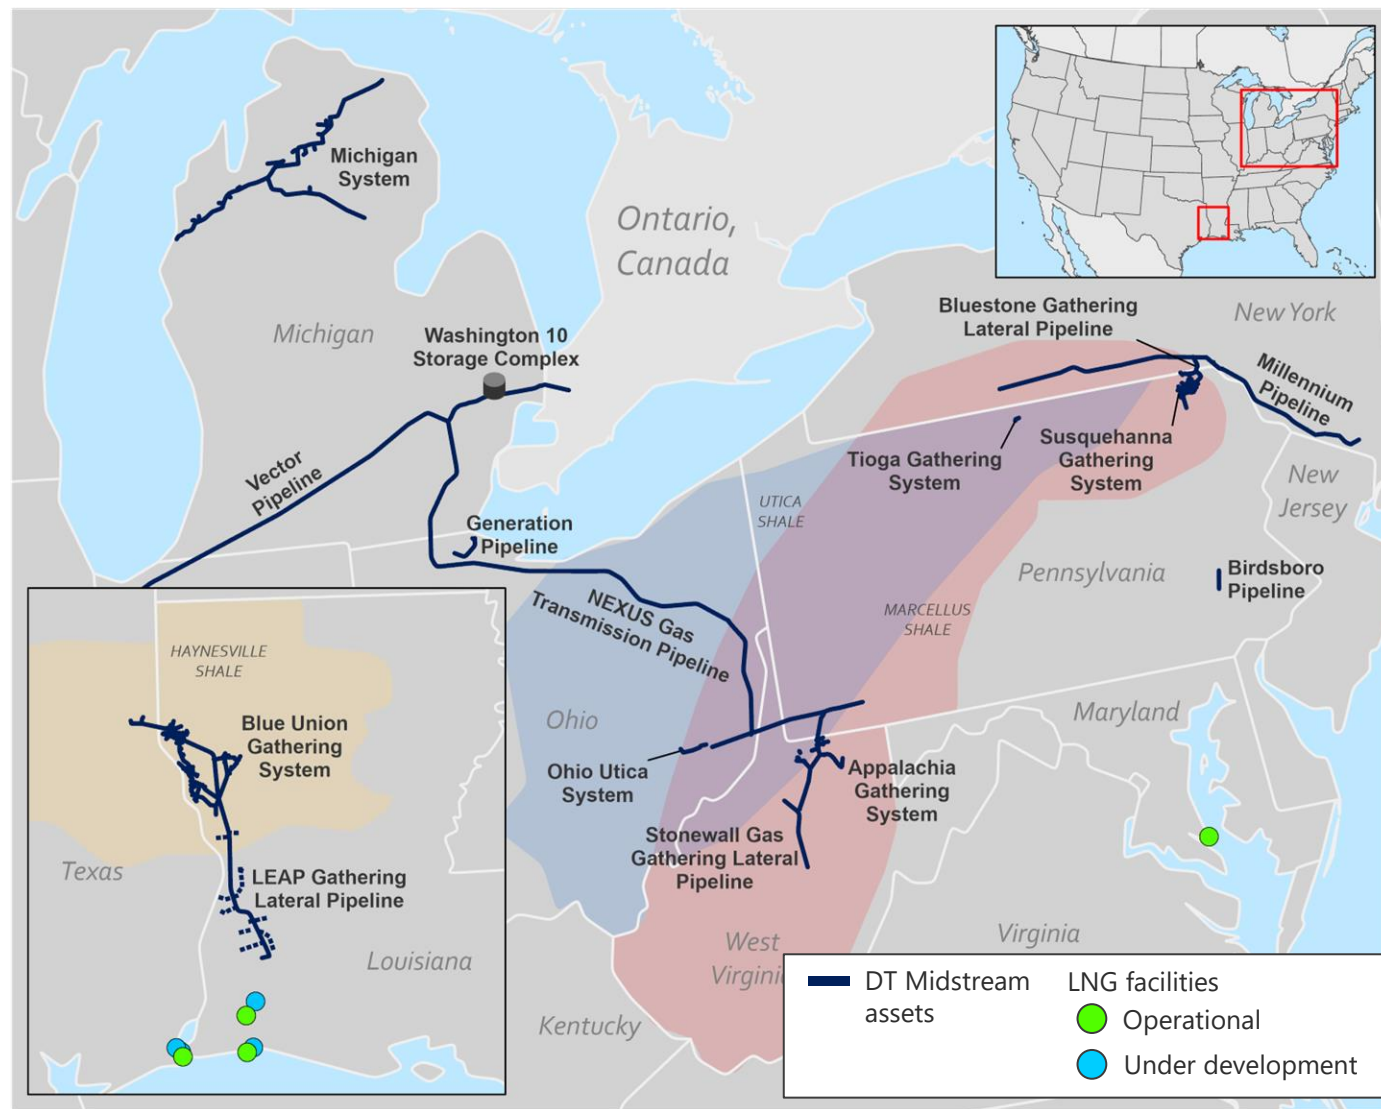 Michigan
System
Ontario,
Canada
Michigan
Washington 10
Storage Complex
Bluestone Gathering
Lateral Pipeline
New York
Millennium
Pipeline
Vector
Pipeline
Tioga Gathering
System
Susquehanna
Gathering
System
New
Jersey
UTICA
SHALE
Generation
Pipeline
Pennsylvania
Birdsboro
Pipeline
NEXUS Gas
Transmission Pipeline
MARCELLUS
SHALE
HAYNESVILLE
SHALE
Blue Union
Gathering
System
Ohio
Maryland
Ohio Utica
System
Appalachia
Gathering
System
Stonewall Gas
Gathering Lateral
Pipeline
Texas
LEAP Gathering
Lateral Pipeline
Louisiana
West
Virginia
Virginia
Kentucky
DT Midstream
assets
LNG facilities
Operational
Under development